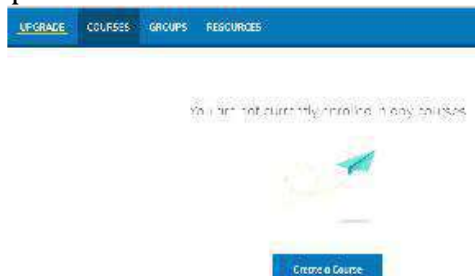 UPGRADE COURSES GROUPS RESOURCES
You are not currently enrolled in any courses
Create a Course